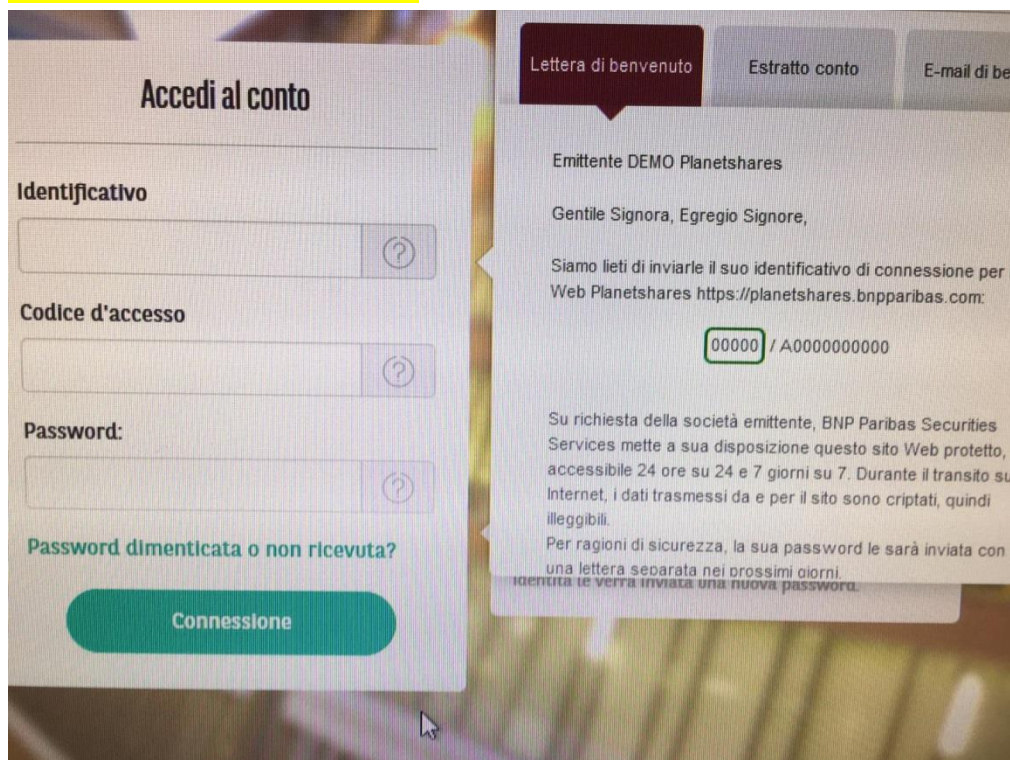 Accedi al conto
Identificativo
Codice d'accesso
Password:
Password dimenticata o non ricevuta?
Connessione
Lettera di benvenuto
Estratto conto
E-mail di be
Emittente DEMO Planetshares
Gentile Signora, Egregio Signore,
Siamo lieti di inviarle il suo identificativo di connessione per
Web Planetshares https://planetshares.bnpparibas.com:
00000 / A0000000000
Su richiesta della società emittente, BNP Paribas Securities
Services mette a sua disposizione questo sito Web protetto,
accessibile 24 ore su 24 e 7 giorni su 7. Durante il transito su
Internet, i dati trasmessi da e per il sito sono criptati, quindi
illeggibili.
Per ragioni di sicurezza, la sua password le sarà inviata con
una lettera separata nei prossimi giorni.
identità le verrà inviata una nuova password.